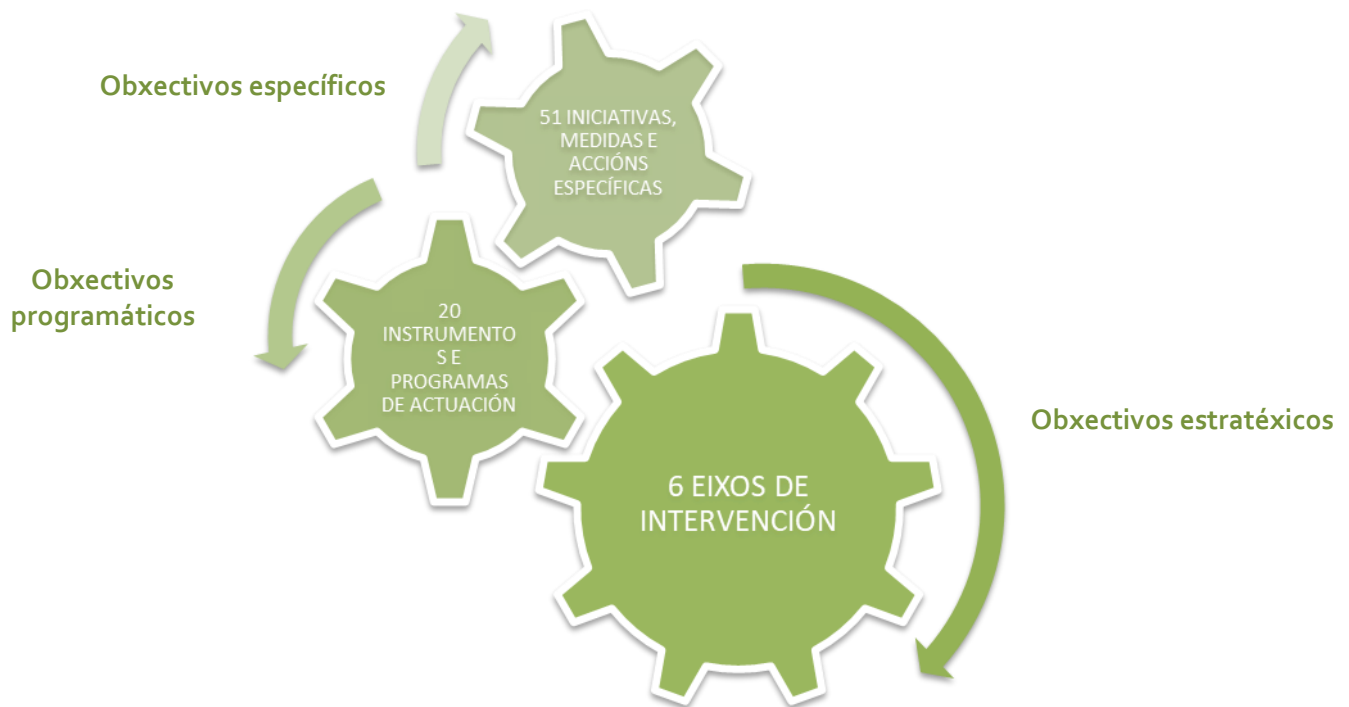 Obxectivos específicos
51 INICIATIVAS,
MEDIDAS E
ACCIÓNS
ESPECÍFICAS
Obxectivos
programáticos
20
INSTRUMENTO
S E
PROGRAMAS
DE ACTUACIÓN
Obxectivos estratéxicos
6 EIXOS DE
INTERVENCIÓN